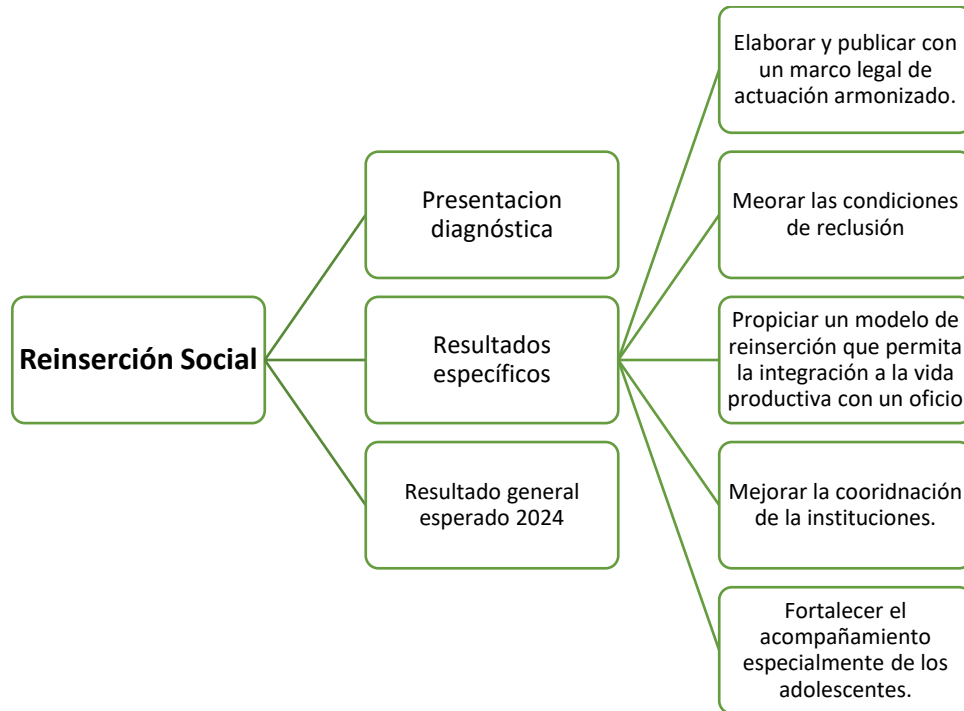 Reinserción Social
Presentacion
diagnóstica
Resultados
específicos
Resultado general
esperado 2024
Elaborar y publicar con
un marco legal de
actuación armonizado.
Meorar las condiciones
de reclusión
Propiciar un modelo de
reinserción que permita
la integración a la vida
productiva con un oficio
Mejorar la cooridnación
de la instituciones.
Fortalecer el
acompañamiento
especialmente de los
adolescentes.